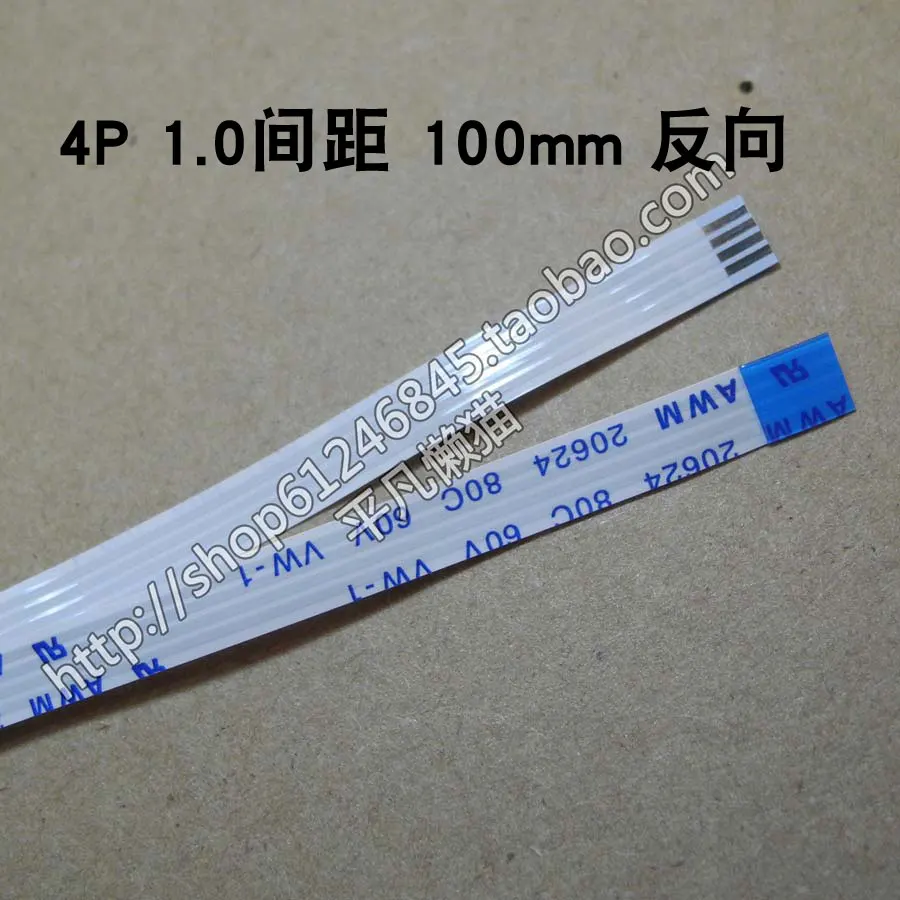 4P 1.0间距 100mm 反向
http://shop61246845.taobao.com
平凡懒猫
AWM 20624 80C 60V VW-1
AWM 20624 80C 60V VW-1
AWM